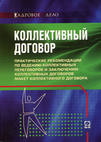 КАДРОВОЕ ДЕЛО
КОЛЛЕКТИВНЫЙ
ДОГОВОР
ПРАКТИЧЕСКИЕ РЕКОМЕНДАЦИИ
ПО ВЕДЕНИЮ КОЛЛЕКТИВНЫХ
ПЕРЕГОВОРОВ И ЗАКЛЮЧЕНИЮ
КОЛЛЕКТИВНЫХ ДОГОВОРОВ
МАКЕТ КОЛЛЕКТИВНОГО ДОГОВОРА